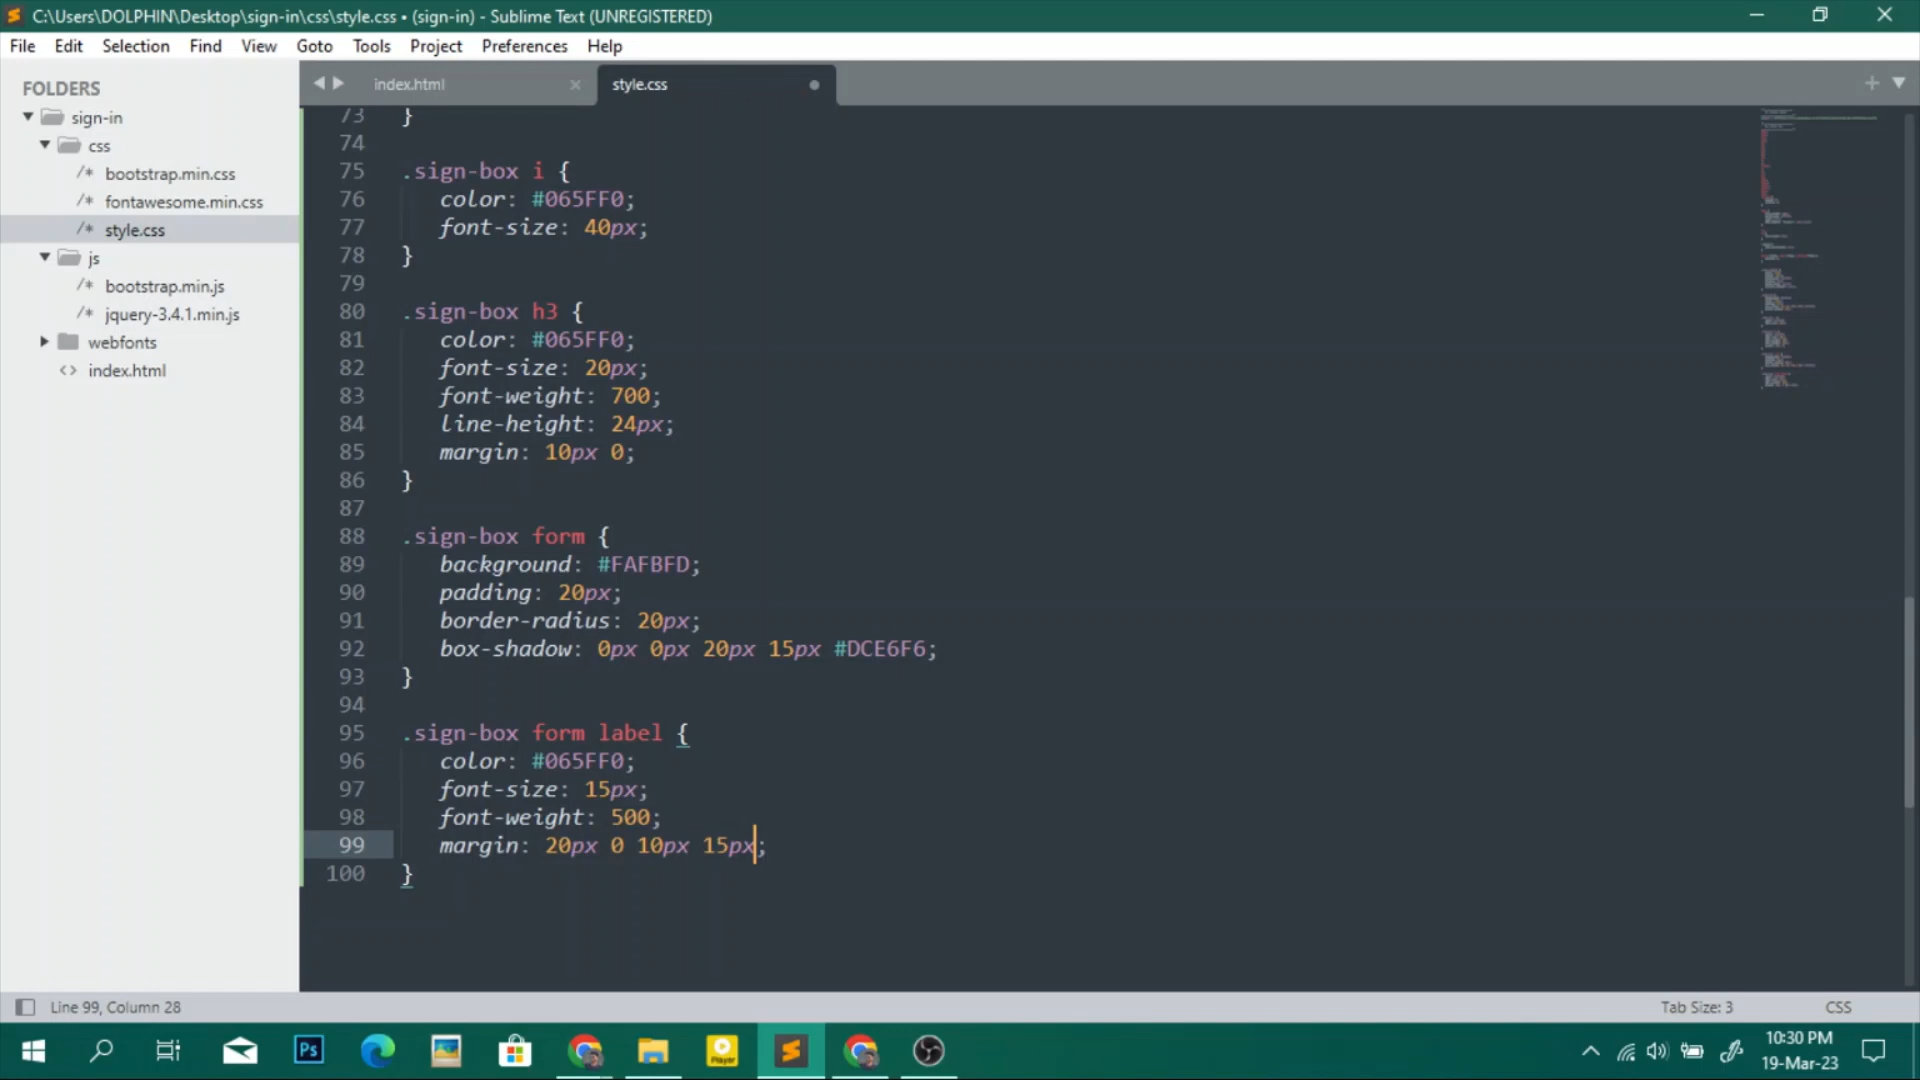 C:\Users\DOLPHIN\Desktop\sign-in\css\style.css • (sign-in) - Sublime Text (UNREGISTERED)
File Edit Selection Find View Goto Tools Project Preferences Help
FOLDERS
sign-in
css
/* bootstrap.min.css
/* fontawesome.min.css
/* style.css
js
/* bootstrap.min.js
/* jquery-3.4.1.min.js
webfonts
<> index.html
index.html
style.css
73 }
74
75 .sign-box i {
76 color: #065FF0;
77 font-size: 40px;
78 }
79
80 .sign-box h3 {
81 color: #065FF0;
82 font-size: 20px;
83 font-weight: 700;
84 line-height: 24px;
85 margin: 10px 0;
86 }
87
88 .sign-box form {
89 background: #FAFBFD;
90 padding: 20px;
91 border-radius: 20px;
92 box-shadow: 0px 0px 20px 15px #DCE6F6;
93 }
94
95 .sign-box form label {
96 color: #065FF0;
97 font-size: 15px;
98 font-weight: 500;
99 margin: 20px 0 10px 15px;
100 }
Line 99, Column 28
Tab Size: 3
CSS
Ps
Player
10:30 PM
19-Mar-23